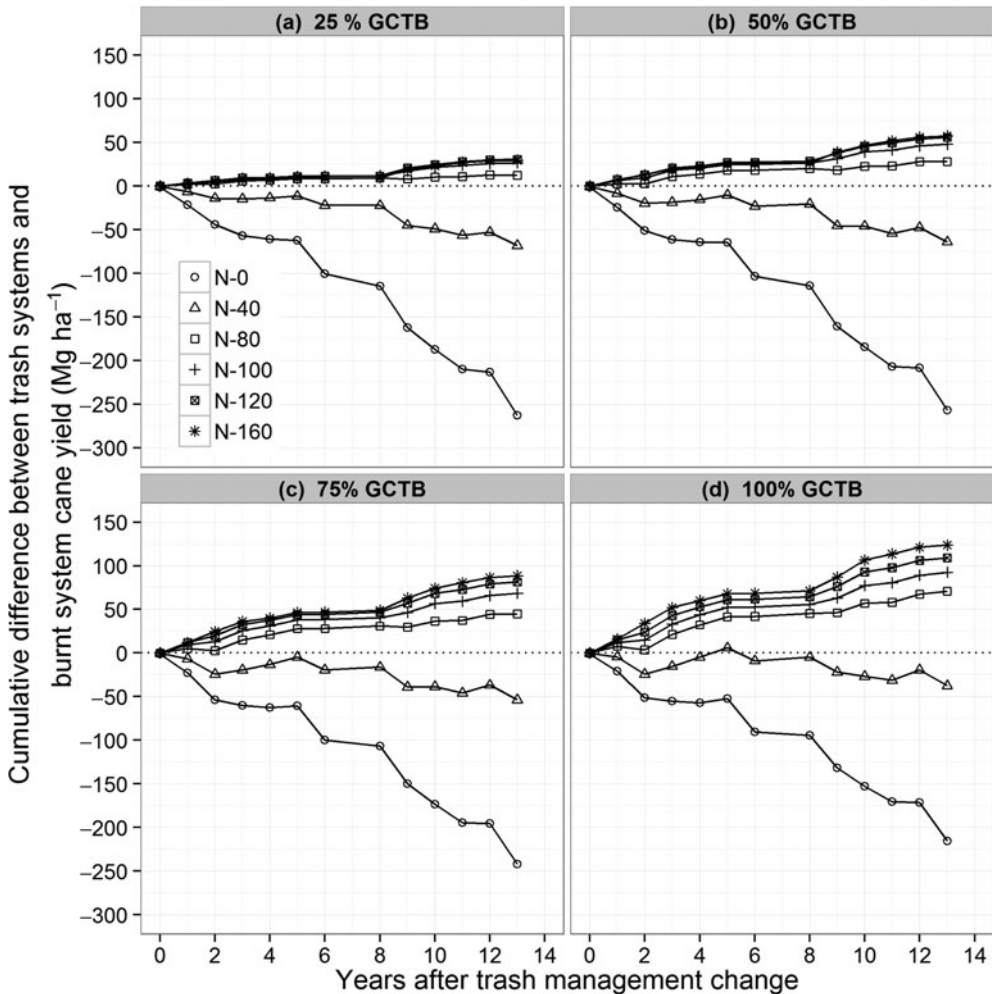 Cumulative difference between trash systems and
burnt system cane yield (Mg ha⁻¹)
(a) 25 % GCTB
(b) 50% GCTB
150
100
50
0
−50
−100
−150
−200
−250
−300
N-0
N-40
N-80
N-100
N-120
N-160
(c) 75% GCTB
(d) 100% GCTB
150
100
50
0
−50
−100
−150
−200
−250
−300
0 2 4 6 8 10 12 14
0 2 4 6 8 10 12 14
Years after trash management change